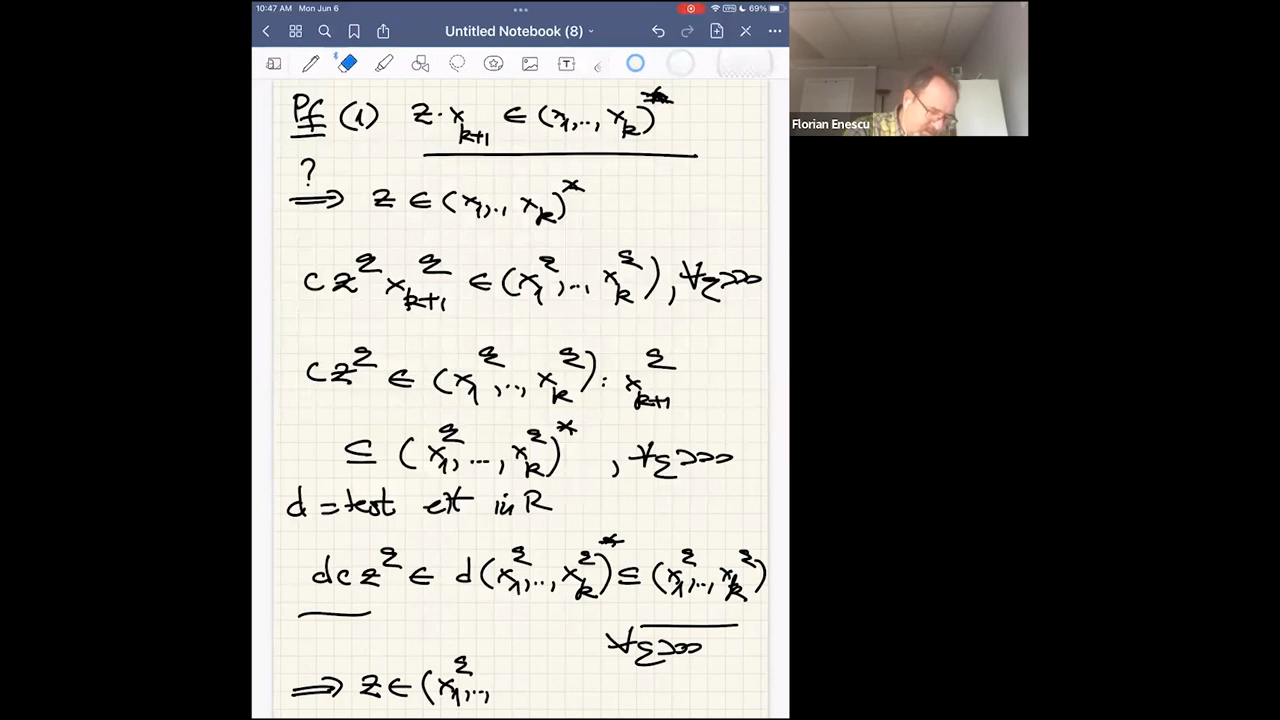 10:47 AM Mon Jun 6
VPN 69%
Untitled Notebook (8)
Florian Enescu
Pf (1) z·x_{k+1} ∈ (x_1,.., x_k)^*
?
⟹ z ∈ (x_1,.., x_k)^*
c z^q x_{k+1}^q ∈ (x_1^q,.., x_k^q), ∀q>>0
c z^q ∈ (x_1^q,.., x_k^q) : x_{k+1}^q
⊆ (x_1^q,..., x_k^q)^*, ∀q>>0
d = test elt in R
dc z^q ∈ d(x_1^q,.., x_k^q)^* ⊆ (x_1^q,.., x_k^q)
∀q>>0
⟹ z ∈ (x_1^q,..,